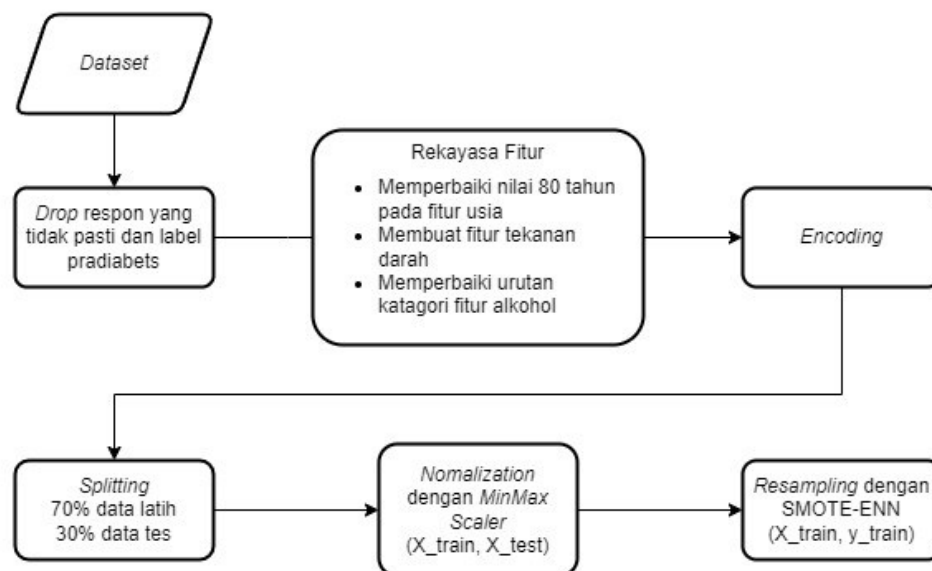 Dataset
Drop respon yang
tidak pasti dan label
pradiabets
Rekayasa Fitur
• Memperbaiki nilai 80 tahun
pada fitur usia
• Membuat fitur tekanan
darah
• Memperbaiki urutan
katagori fitur alkohol
Encoding
Splitting
70% data latih
30% data tes
Nomalization
dengan MinMax
Scaler
(X_train, X_test)
Resampling dengan
SMOTE-ENN
(X_train, y_train)